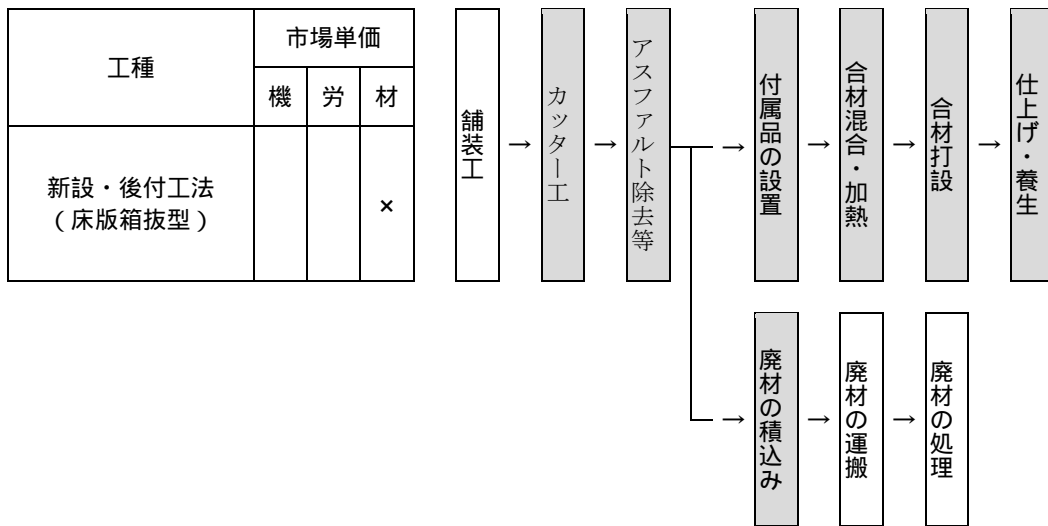 工種
市場単価
機 労 材
新設・後付工法
(床版箱抜型)
×
舗装工
→
カッター工
→
アスファルト除去等
→
付属品の設置
→
合材混合・加熱
→
合材打設
→
仕上げ・養生
→
廃材の積込み
→
廃材の運搬
→
廃材の処理